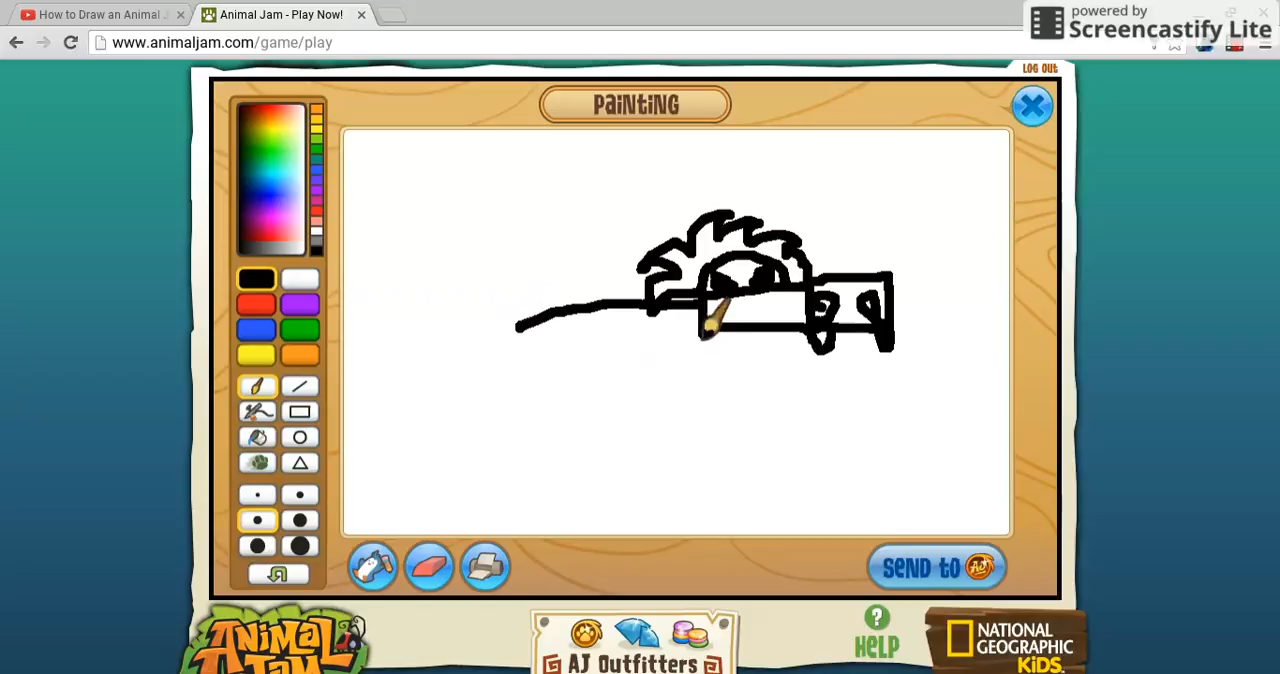 How to Draw an Animal J
Animal Jam - Play Now!
powered by
Screencastify Lite
www.animaljam.com/game/play
LOG OUT
PAINTING
SEND TO AJ
ANIMAL
JAM
AJ OUTFITTERS
?
HELP
NATIONAL
GEOGRAPHIC
KiDS